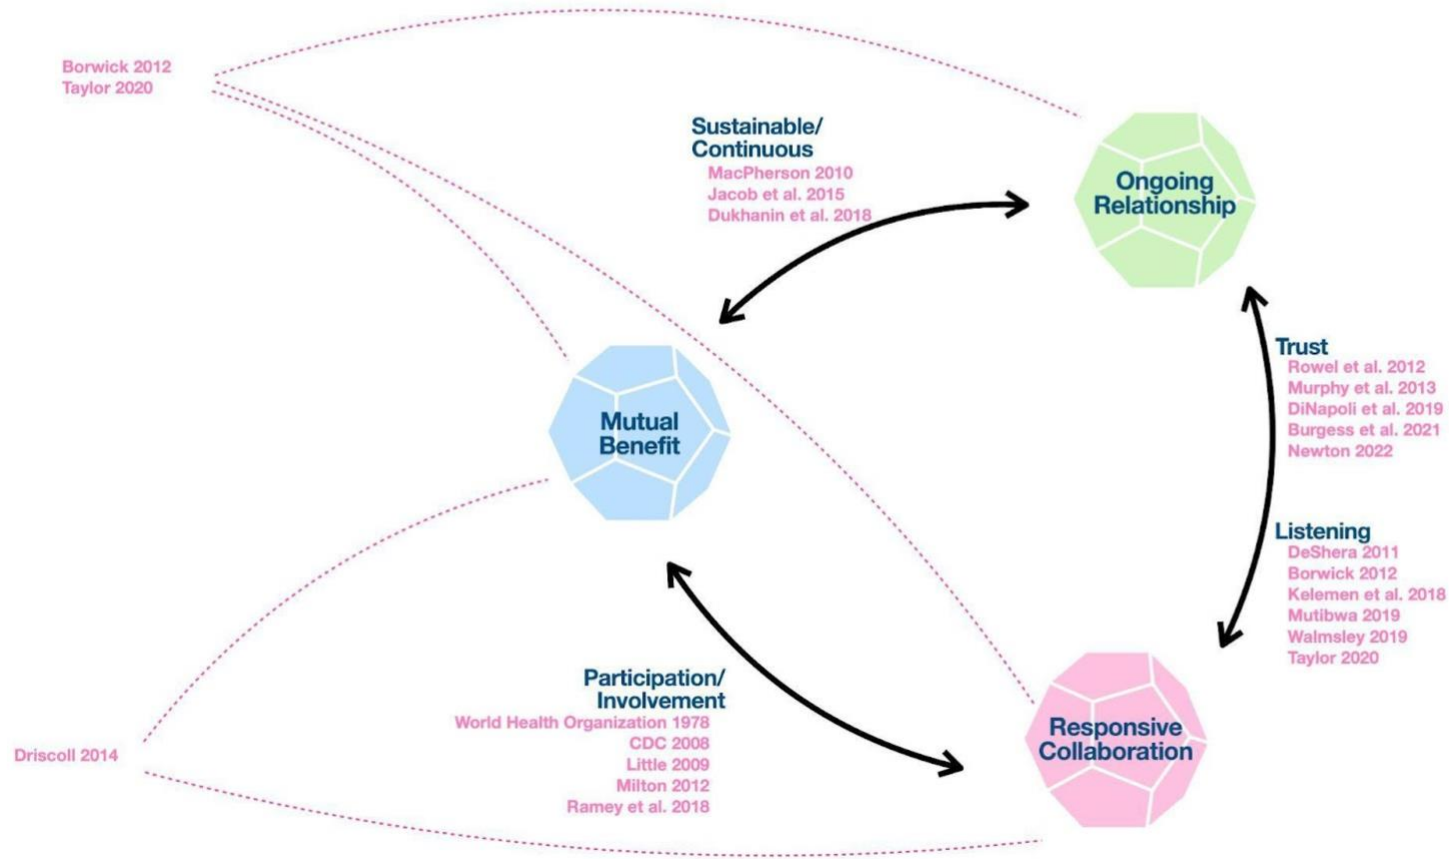 Borwick 2012
Taylor 2020
Sustainable/
Continuous
MacPherson 2010
Jacob et al. 2015
Dukhanin et al. 2018
Ongoing
Relationship
Mutual
Benefit
Trust
Rowel et al. 2012
Murphy et al. 2013
DiNapoli et al. 2019
Burgess et al. 2021
Newton 2022
Listening
DeShera 2011
Borwick 2012
Kelemen et al. 2018
Mutibwa 2019
Walmsley 2019
Taylor 2020
Participation/
Involvement
World Health Organization 1978
CDC 2008
Little 2009
Milton 2012
Ramey et al. 2018
Driscoll 2014
Responsive
Collaboration